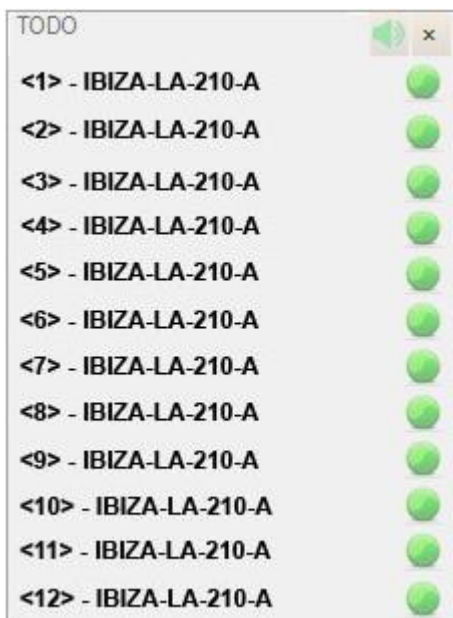 TODO
×
<1> - IBIZA-LA-210-A
<2> - IBIZA-LA-210-A
<3> - IBIZA-LA-210-A
<4> - IBIZA-LA-210-A
<5> - IBIZA-LA-210-A
<6> - IBIZA-LA-210-A
<7> - IBIZA-LA-210-A
<8> - IBIZA-LA-210-A
<9> - IBIZA-LA-210-A
<10> - IBIZA-LA-210-A
<11> - IBIZA-LA-210-A
<12> - IBIZA-LA-210-A